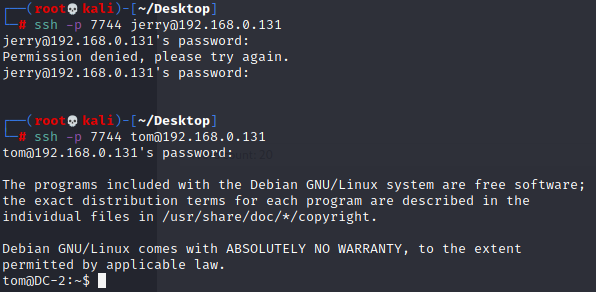 ┌──(root💀kali)-[~/Desktop]
└─# ssh -p 7744 jerry@192.168.0.131
jerry@192.168.0.131's password:
Permission denied, please try again.
jerry@192.168.0.131's password:
┌──(root💀kali)-[~/Desktop]
└─# ssh -p 7744 tom@192.168.0.131
tom@192.168.0.131's password:
The programs included with the Debian GNU/Linux system are free software;
the exact distribution terms for each program are described in the
individual files in /usr/share/doc/*/copyright.
Debian GNU/Linux comes with ABSOLUTELY NO WARRANTY, to the extent
permitted by applicable law.
tom@DC-2:~$